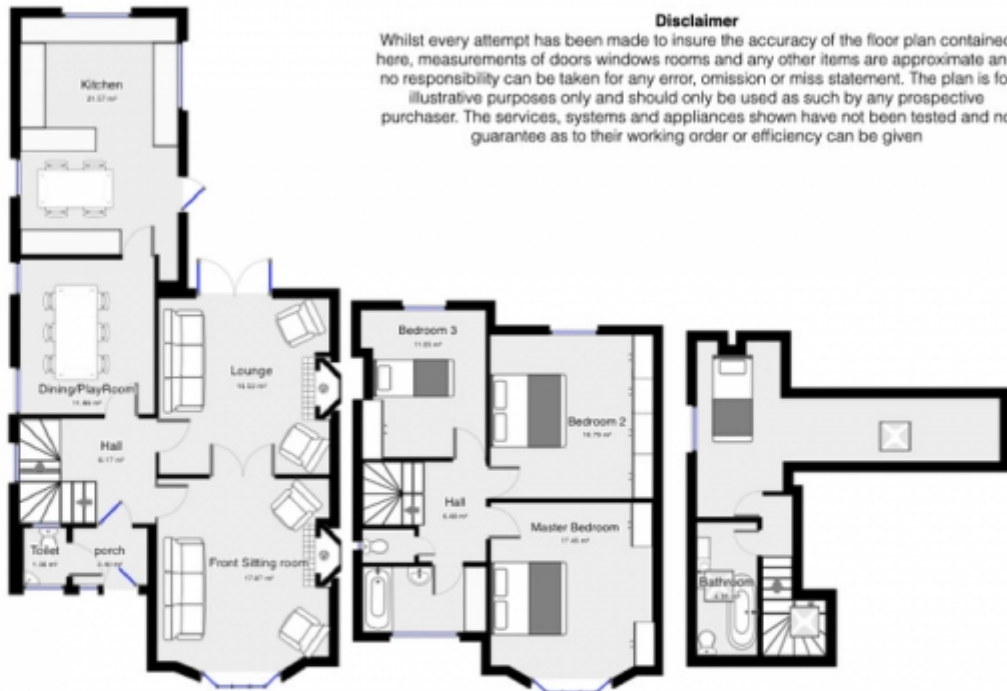 Disclaimer
Whilst every attempt has been made to insure the accuracy of the floor plan contained
here, measurements of doors windows rooms and any other items are approximate an
no responsibility can be taken for any error, omission or miss statement. The plan is fo
illustrative purposes only and should only be used as such by any prospective
purchaser. The services, systems and appliances shown have not been tested and no
guarantee as to their working order or efficiency can be given
Kitchen
Dining/PlayRoom
Hall
Toilet
porch
Lounge
Front Sitting room
Bedroom 3
Bedroom 2
Hall
Master Bedroom
Bathroom